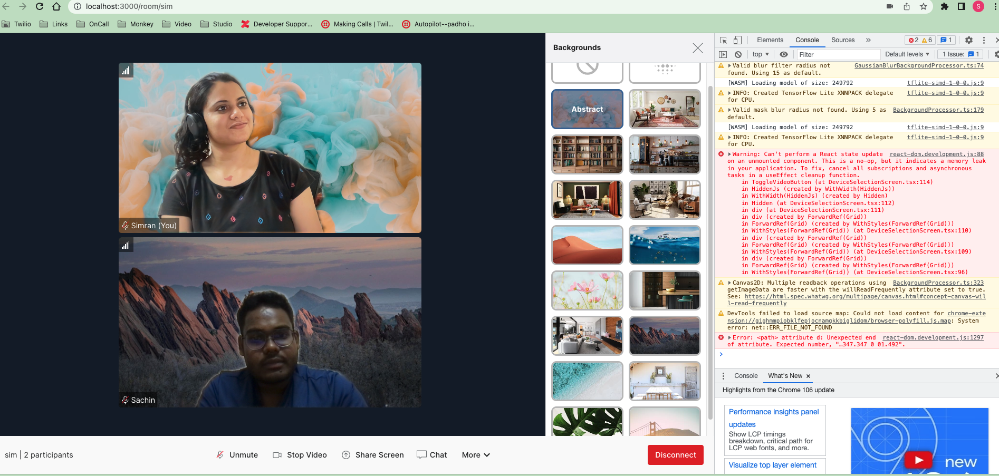 localhost:3000/room/sim
S
Twilio
Links
OnCall
Monkey
Video
Studio
Developer Suppor...
Making Calls | Twil...
Autopilot--padho i...
Simran (You)
Sachin
Backgrounds
Abstract
sim | 2 participants
Unmute
Stop Video
Share Screen
Chat
More
Disconnect
Elements
Console
Sources
2
6
1
top
Filter
Default levels
1 Issue:
1
Valid blur filter radius not GaussianBlurBackgroundProcessor.ts:74
found. Using 15 as default.
[WASM] Loading model of size: 249792 tflite-simd-1-0-0.js:9
INFO: Created TensorFlow Lite XNNPACK delegate tflite-simd-1-0-0.js:9
for CPU.
Valid mask blur radius not found. Using 5 as BackgroundProcessor.ts:179
default.
[WASM] Loading model of size: 249792 tflite-simd-1-0-0.js:9
INFO: Created TensorFlow Lite XNNPACK delegate tflite-simd-1-0-0.js:9
for CPU.
Warning: Can't perform a React state update react-dom.development.js:88
on an unmounted component. This is a no-op, but it indicates a memory leak
in your application. To fix, cancel all subscriptions and asynchronous
tasks in a useEffect cleanup function.
in ToggleVideoButton (at DeviceSelectionScreen.tsx:114)
in HiddenJs (created by WithWidth(HiddenJs))
in WithWidth(HiddenJs) (created by Hidden)
in Hidden (at DeviceSelectionScreen.tsx:112)
in div (at DeviceSelectionScreen.tsx:111)
in div (created by ForwardRef(Grid))
in ForwardRef(Grid) (created by WithStyles(ForwardRef(Grid)))
in WithStyles(ForwardRef(Grid)) (at DeviceSelectionScreen.tsx:110)
in div (created by ForwardRef(Grid))
in ForwardRef(Grid) (created by WithStyles(ForwardRef(Grid)))
in WithStyles(ForwardRef(Grid)) (at DeviceSelectionScreen.tsx:109)
in div (created by ForwardRef(Grid))
in ForwardRef(Grid) (created by WithStyles(ForwardRef(Grid)))
in WithStyles(ForwardRef(Grid)) (at DeviceSelectionScreen.tsx:96)
Canvas2D: Multiple readback operations using BackgroundProcessor.ts:323
getImageData are faster with the willReadFrequently attribute set to true.
See: https://html.spec.whatwg.org/multipage/canvas.html#concept-canvas-wil
l-read-frequently
DevTools failed to load source map: Could not load content for chrome-exte
nsion://gighmmpiobklfepjocnamgkkbiglidom/browser-polyfill.js.map: System
error: net::ERR_FILE_NOT_FOUND
Error: <path> attribute d: Unexpected end react-dom.development.js:1297
of attribute. Expected number, "…347.347 0 01.492".
Console
What's New
Highlights from the Chrome 106 update
Performance insights panel
updates
Show LCP timings
breakdown, critical path for
LCP web fonts, and more.
Visualize top layer element
new